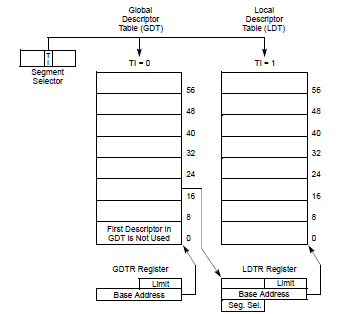 Global
Descriptor
Table (GDT)
Local
Descriptor
Table (LDT)
T
I
Segment
Selector
TI = 0
TI = 1
56
48
40
32
24
16
8
0
First Descriptor in
GDT Is Not Used
56
48
40
32
24
16
8
0
GDTR Register
Limit
Base Address
LDTR Register
Limit
Base Address
Seg. Sel.